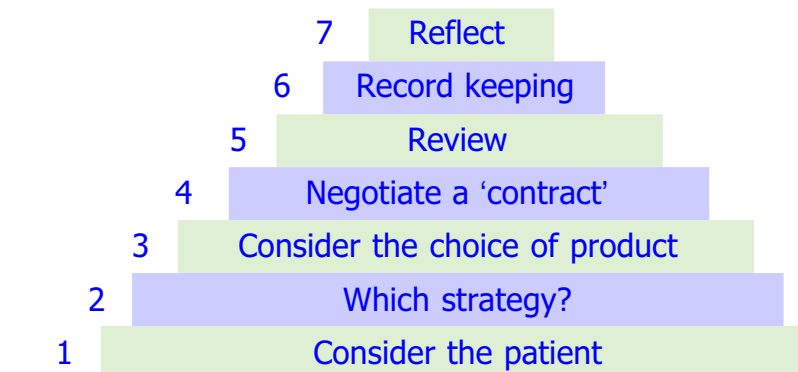 7 Reflect
6 Record keeping
5 Review
4 Negotiate a ‘contract’
3 Consider the choice of product
2 Which strategy?
1 Consider the patient